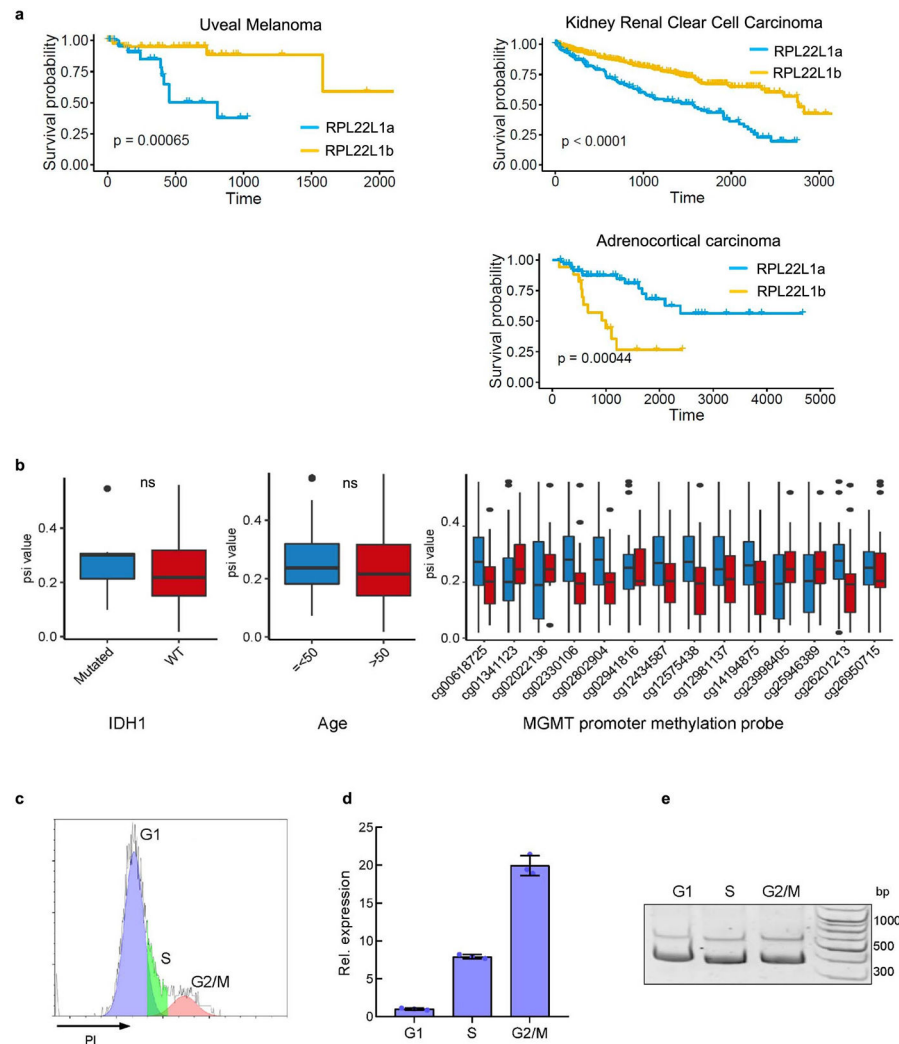 a
Uveal Melanoma
Survival probability
1.00
0.75
0.50
0.25
0.00
RPL22L1a
RPL22L1b
p = 0.00065
0 500 1000 1500 2000
Time
Kidney Renal Clear Cell Carcinoma
Survival probability
1.00
0.75
0.50
0.25
0.00
RPL22L1a
RPL22L1b
p < 0.0001
0 1000 2000 3000
Time
Adrenocortical carcinoma
Survival probability
1.00
0.75
0.50
0.25
0.00
RPL22L1a
RPL22L1b
p = 0.00044
0 1000 2000 3000 4000 5000
Time
b
psi value
0.4
0.2
0.0
ns
Mutated WT
IDH1
psi value
0.4
0.2
0.0
ns
=<50 >50
Age
psi value
0.4
0.2
0.0
cg00618725
cg01341123
cg02022136
cg02330106
cg02802904
cg02941816
cg12434587
cg12575438
cg12981137
cg14194875
cg23998405
cg25946389
cg26201213
cg26950715
MGMT promoter methylation probe
c
G1
S
G2/M
PI
d
Rel. expression
25
20
15
10
5
0
G1 S G2/M
e
G1 S G2/M bp
1000
500
300